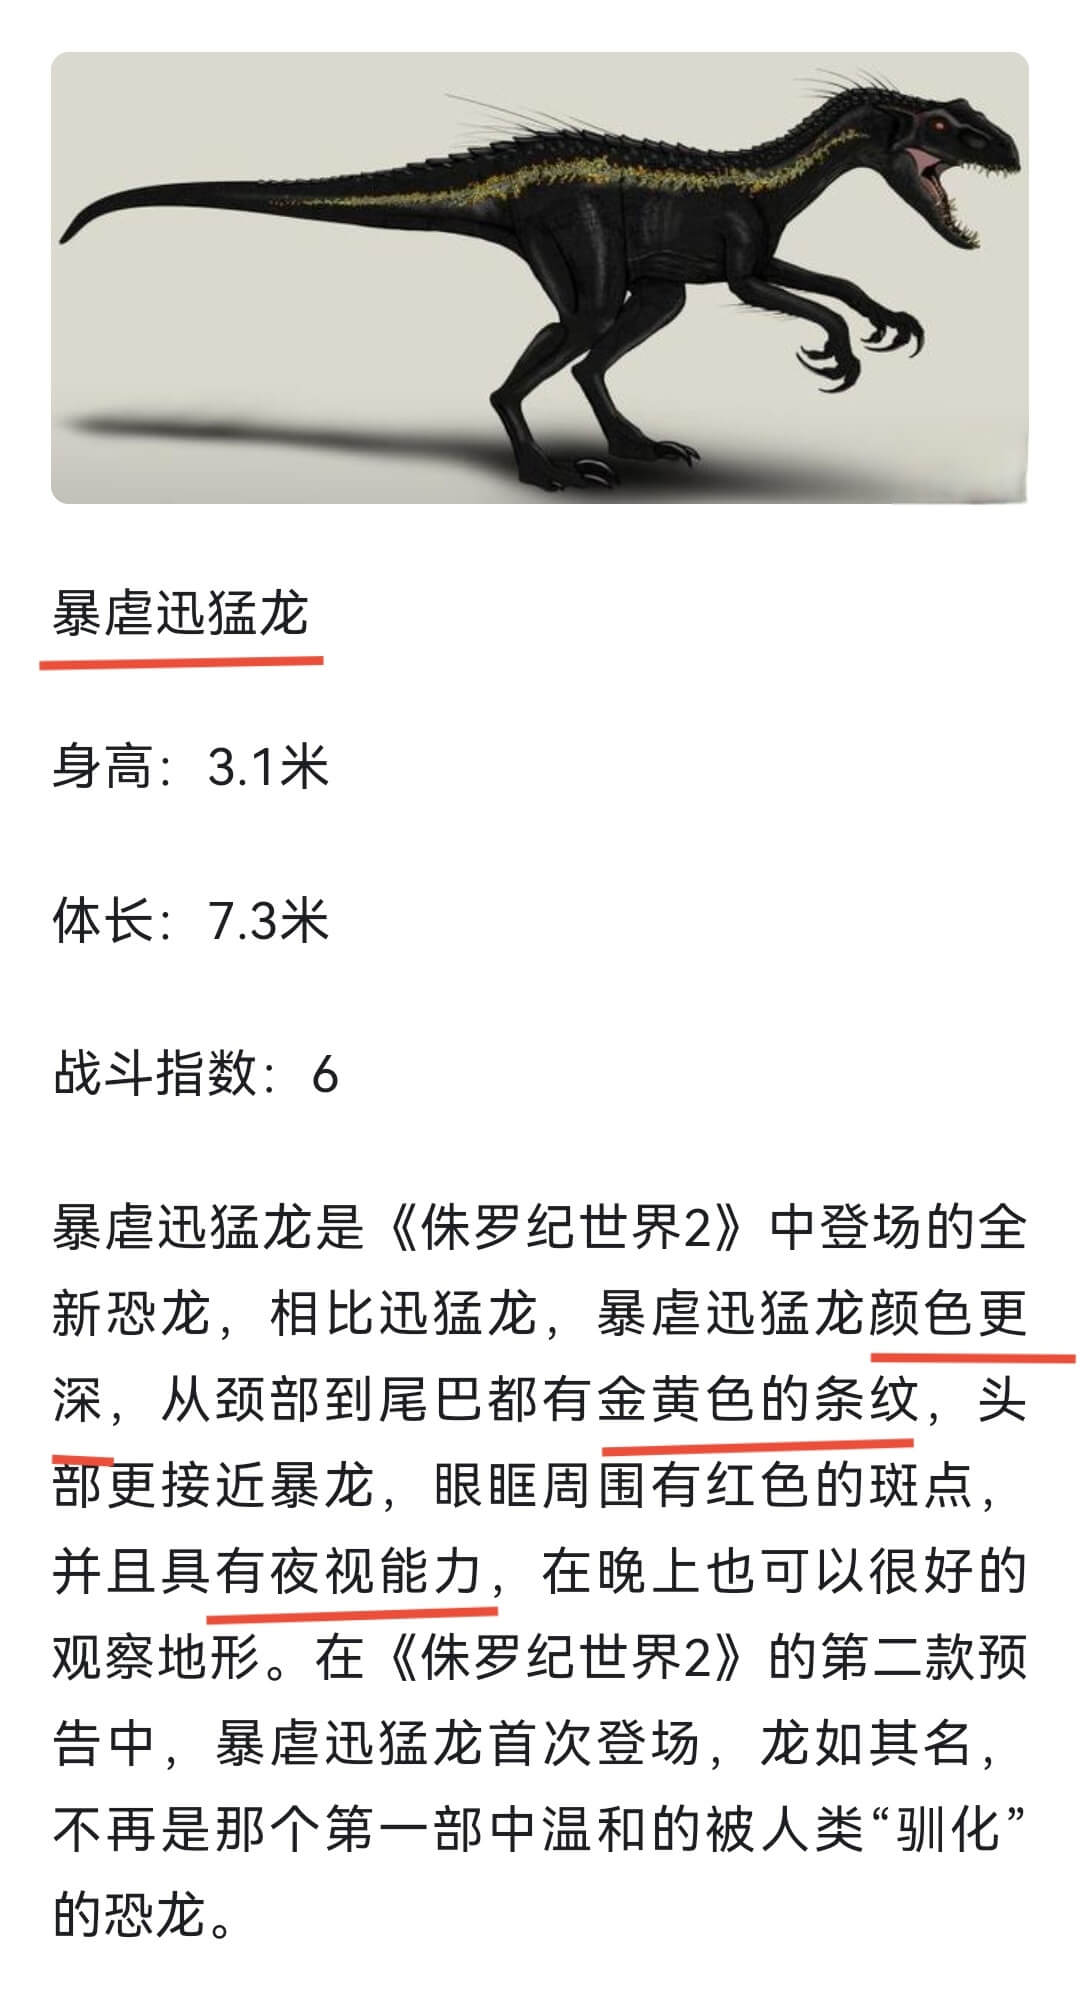 暴虐迅猛龙
身高：3.1米
体长：7.3米
战斗指数：6
暴虐迅猛龙是《侏罗纪世界2》中登场的全
新恐龙，相比迅猛龙，暴虐迅猛龙颜色更
深，从颈部到尾巴都有金黄色的条纹，头
部更接近暴龙，眼眶周围有红色的斑点，
并且具有夜视能力，在晚上也可以很好的
观察地形。在《侏罗纪世界2》的第二款预
告中，暴虐迅猛龙首次登场，龙如其名，
不再是那个第一部中温和的被人类“驯化”
的恐龙。